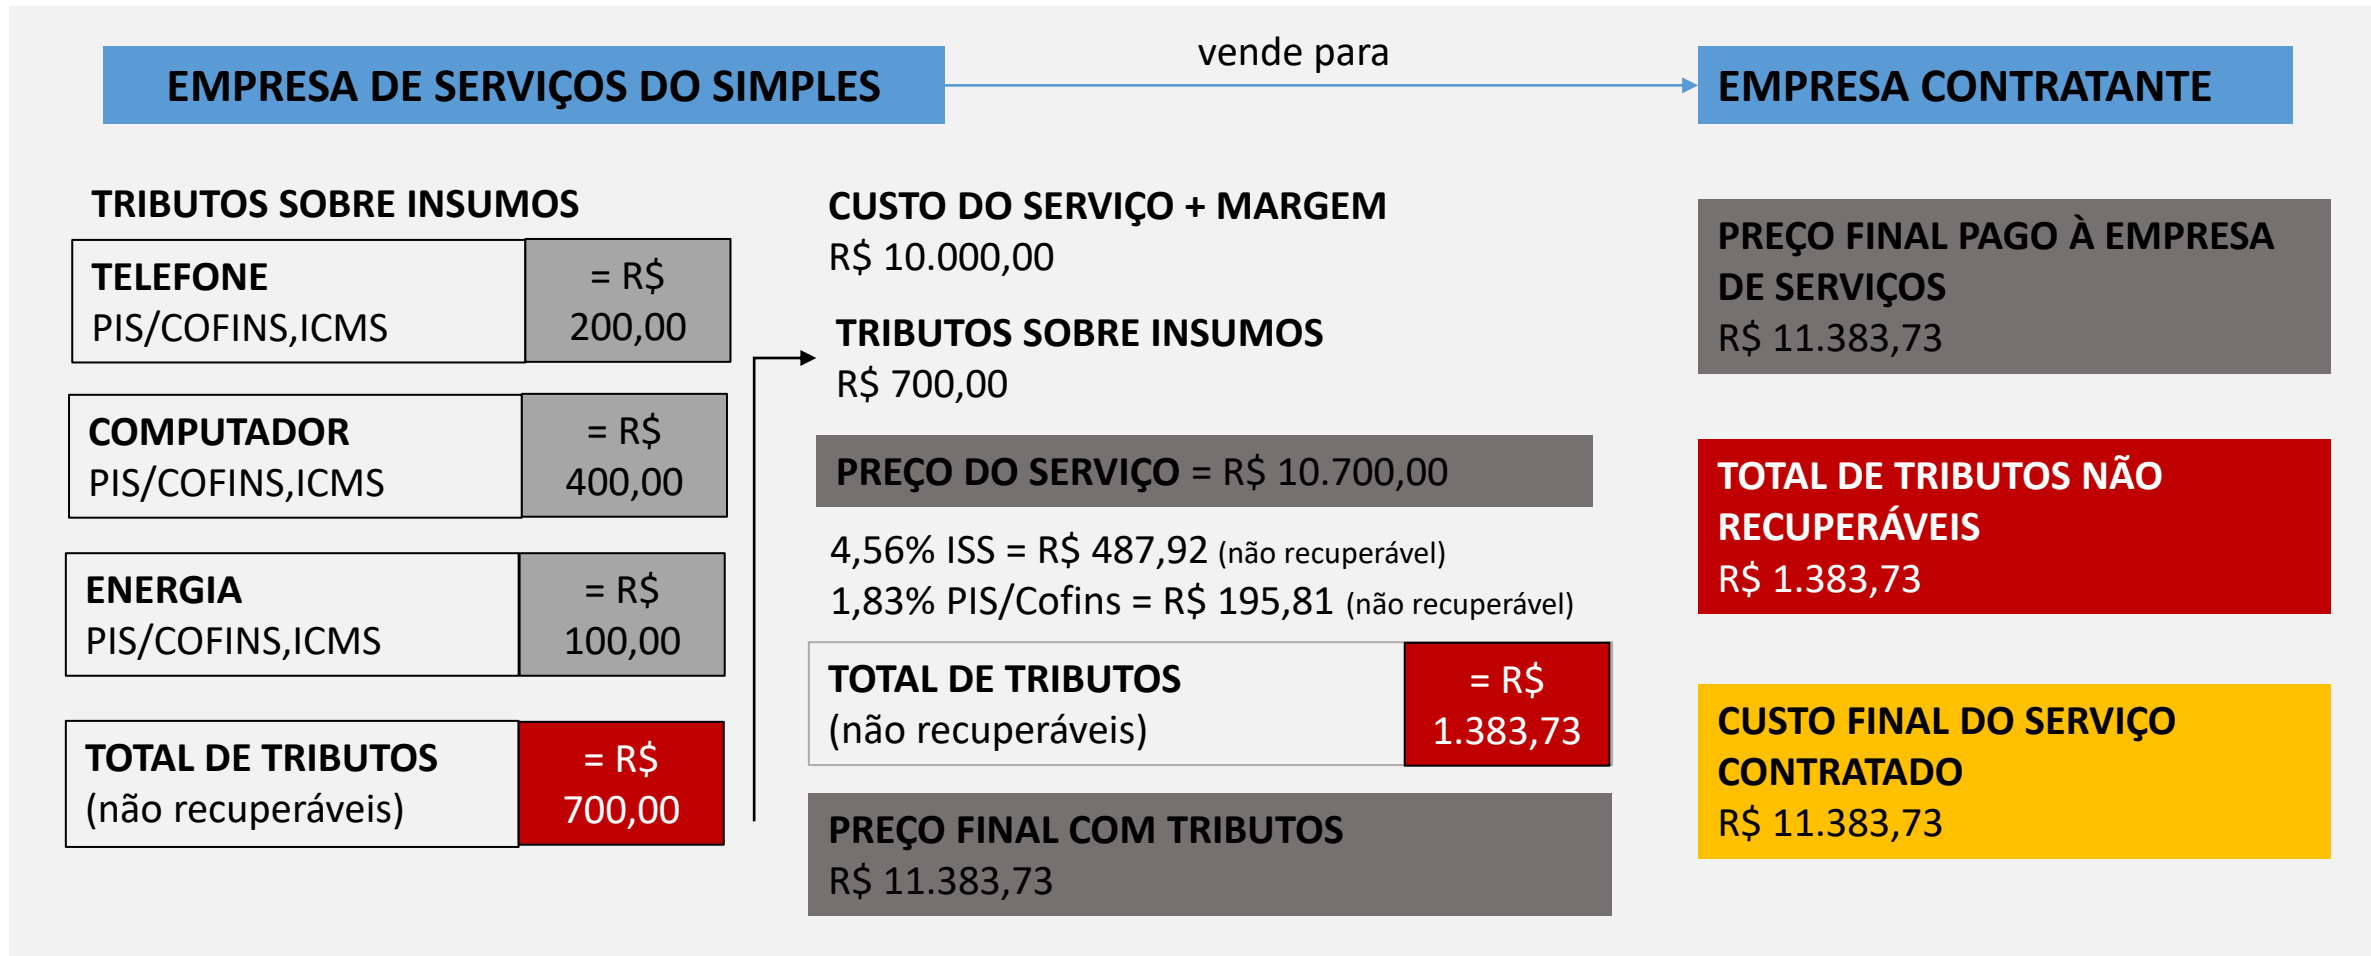 EMPRESA DE SERVIÇOS DO SIMPLES
vende para
EMPRESA CONTRATANTE
TRIBUTOS SOBRE INSUMOS
TELEFONE
PIS/COFINS,ICMS
= R$
200,00
COMPUTADOR
PIS/COFINS,ICMS
= R$
400,00
ENERGIA
PIS/COFINS,ICMS
= R$
100,00
TOTAL DE TRIBUTOS
(não recuperáveis)
= R$
700,00
CUSTO DO SERVIÇO + MARGEM
R$ 10.000,00
TRIBUTOS SOBRE INSUMOS
R$ 700,00
PREÇO DO SERVIÇO = R$ 10.700,00
4,56% ISS = R$ 487,92 (não recuperável)
1,83% PIS/Cofins = R$ 195,81 (não recuperável)
TOTAL DE TRIBUTOS
(não recuperáveis)
= R$
1.383,73
PREÇO FINAL COM TRIBUTOS
R$ 11.383,73
PREÇO FINAL PAGO À EMPRESA
DE SERVIÇOS
R$ 11.383,73
TOTAL DE TRIBUTOS NÃO
RECUPERÁVEIS
R$ 1.383,73
CUSTO FINAL DO SERVIÇO
CONTRATADO
R$ 11.383,73